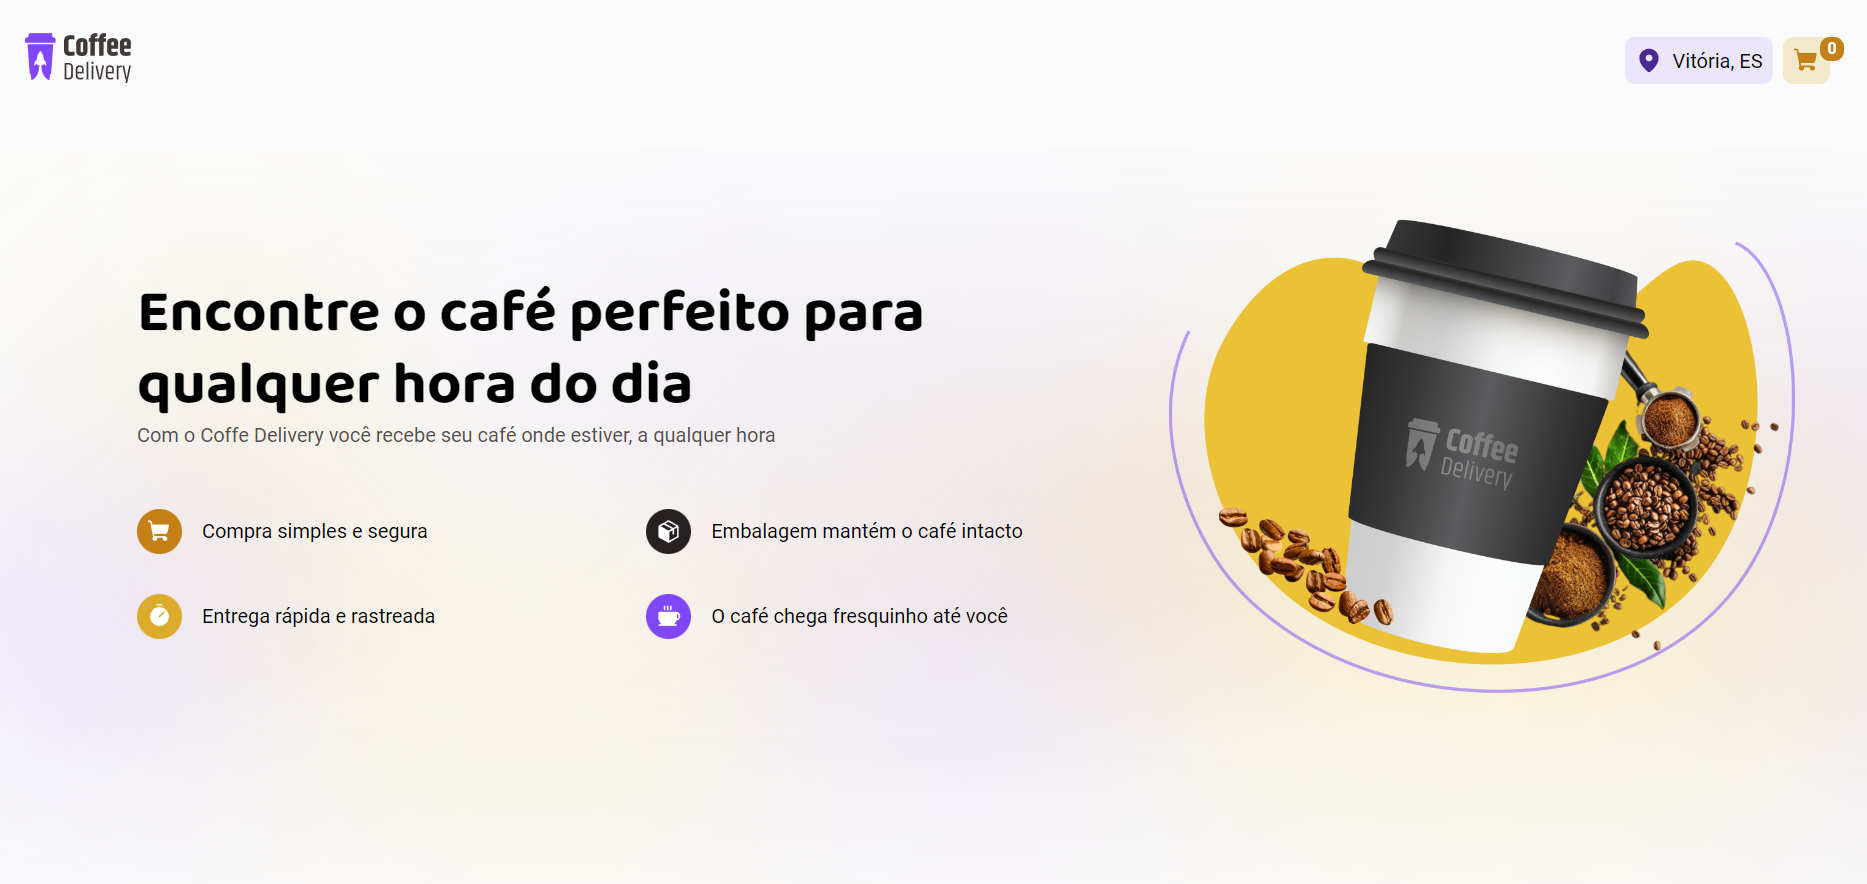 Coffee
Delivery
Vitória, ES
0
Encontre o café perfeito para
qualquer hora do dia
Com o Coffe Delivery você recebe seu café onde estiver, a qualquer hora
Compra simples e segura
Embalagem mantém o café intacto
Entrega rápida e rastreada
O café chega fresquinho até você
Coffee
Delivery